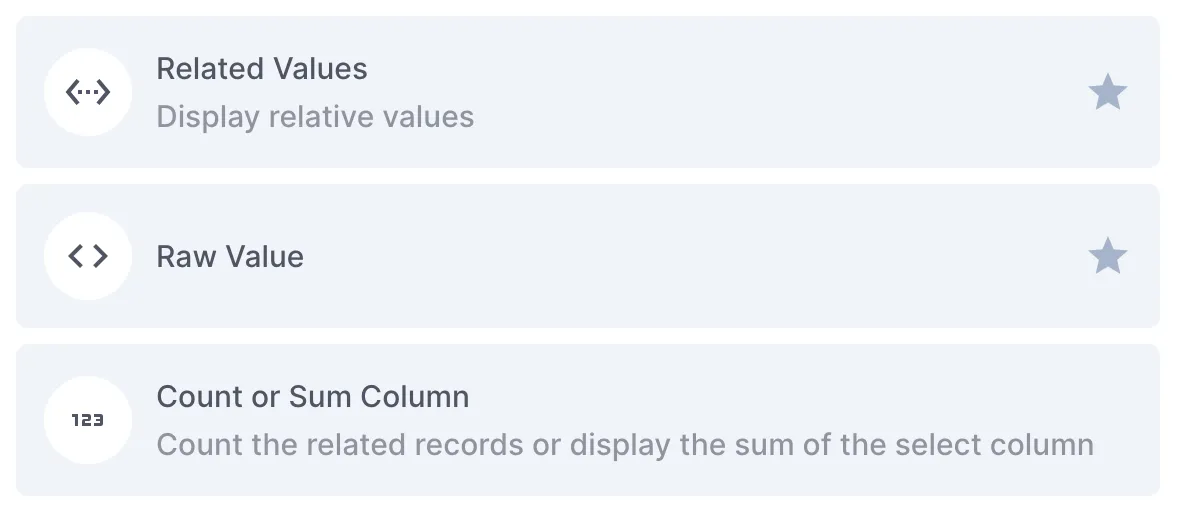 Related Values
Display relative values
Raw Value
123
Count or Sum Column
Count the related records or display the sum of the select column